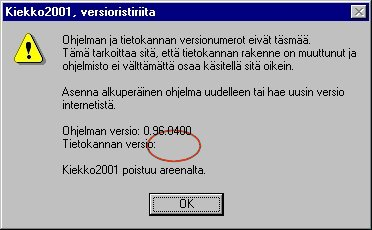 Kiekko2001, versioristiriita
Ohjelman ja tietokannan versionumerot eivät täsmää.
Tämä tarkoittaa sitä, että tietokannan rakenne on muuttunut ja
ohjelmisto ei välttämättä osaa käsitellä sitä oikein.
Asenna alkuperäinen ohjelma uudelleen tai hae uusin versio
internetistä.
Ohjelman versio: 0.96.0400
Tietokannan versio:
Kiekko2001 poistuu areenalta.
OK